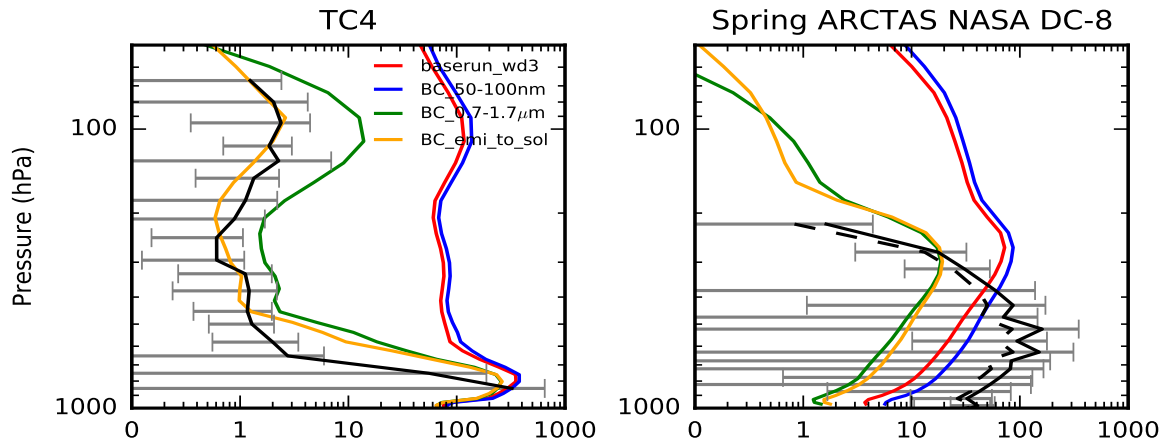 TC4
Spring ARCTAS NASA DC-8
Pressure (hPa)
baserun_wd3
BC_50-100nm
BC_0.7-1.7μm
BC_emi_to_sol
100
1000
0 1 10 100 1000
100
1000
0 1 10 100 1000